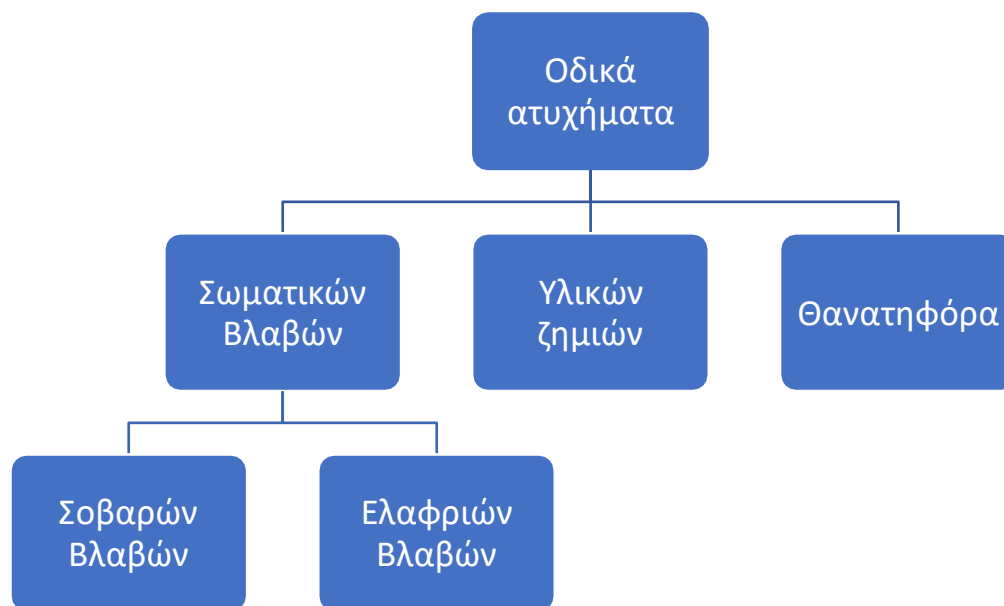 Οδικά
ατυχήματα
Σωματικών
Βλαβών
Υλικών
ζημιών
Θανατηφόρα
Σοβαρών
Βλαβών
Ελαφριών
Βλαβών